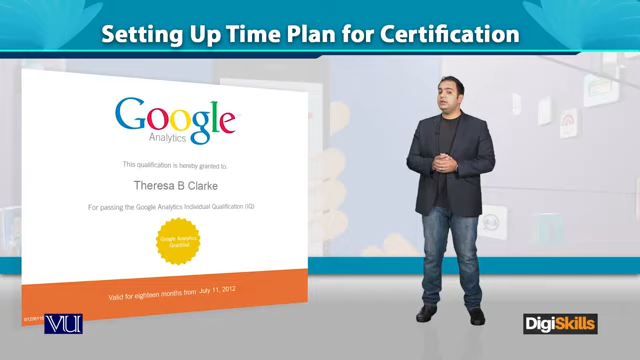 Setting Up Time Plan for Certification
Google
Analytics
This qualification is hereby granted to:
Theresa B Clarke
For passing the Google Analytics Individual Qualification (IQ)
Google Analytics
Qualified
Valid for eighteen months from July 11, 2012
VU
DigiSkills